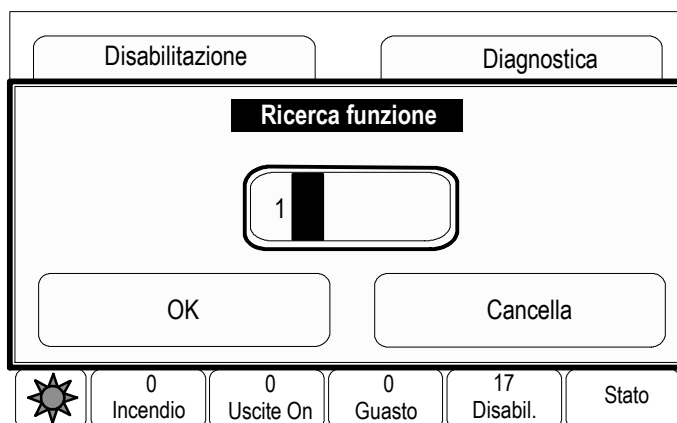 Disabilitazione
Diagnostica
Ricerca funzione
1
OK
Cancella
0
Incendio
0
Uscite On
0
Guasto
17
Disabil.
Stato